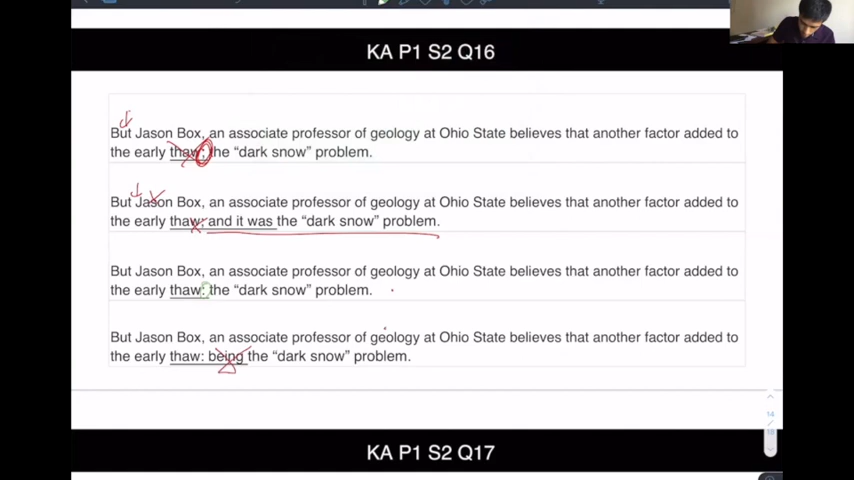 KA P1 S2 Q16
But Jason Box, an associate professor of geology at Ohio State believes that another factor added to
the early thaw; the “dark snow” problem.
But Jason Box, an associate professor of geology at Ohio State believes that another factor added to
the early thaw; and it was the “dark snow” problem.
But Jason Box, an associate professor of geology at Ohio State believes that another factor added to
the early thaw: the “dark snow” problem.
But Jason Box, an associate professor of geology at Ohio State believes that another factor added to
the early thaw: being the “dark snow” problem.
14
/
18
KA P1 S2 Q17